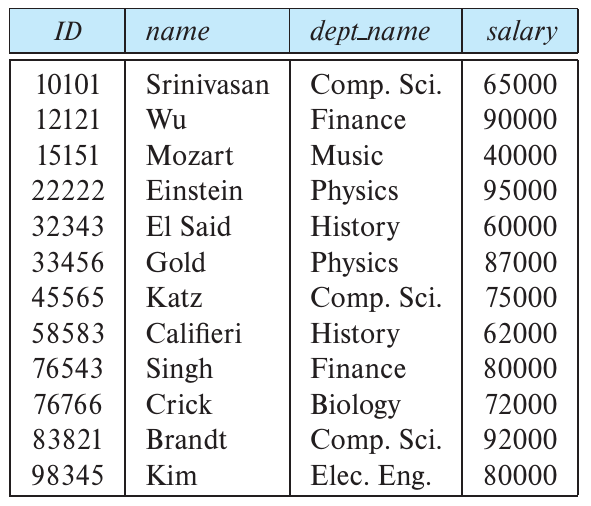 ID name dept_name salary
10101 Srinivasan Comp. Sci. 65000
12121 Wu Finance 90000
15151 Mozart Music 40000
22222 Einstein Physics 95000
32343 El Said History 60000
33456 Gold Physics 87000
45565 Katz Comp. Sci. 75000
58583 Califieri History 62000
76543 Singh Finance 80000
76766 Crick Biology 72000
83821 Brandt Comp. Sci. 92000
98345 Kim Elec. Eng. 80000